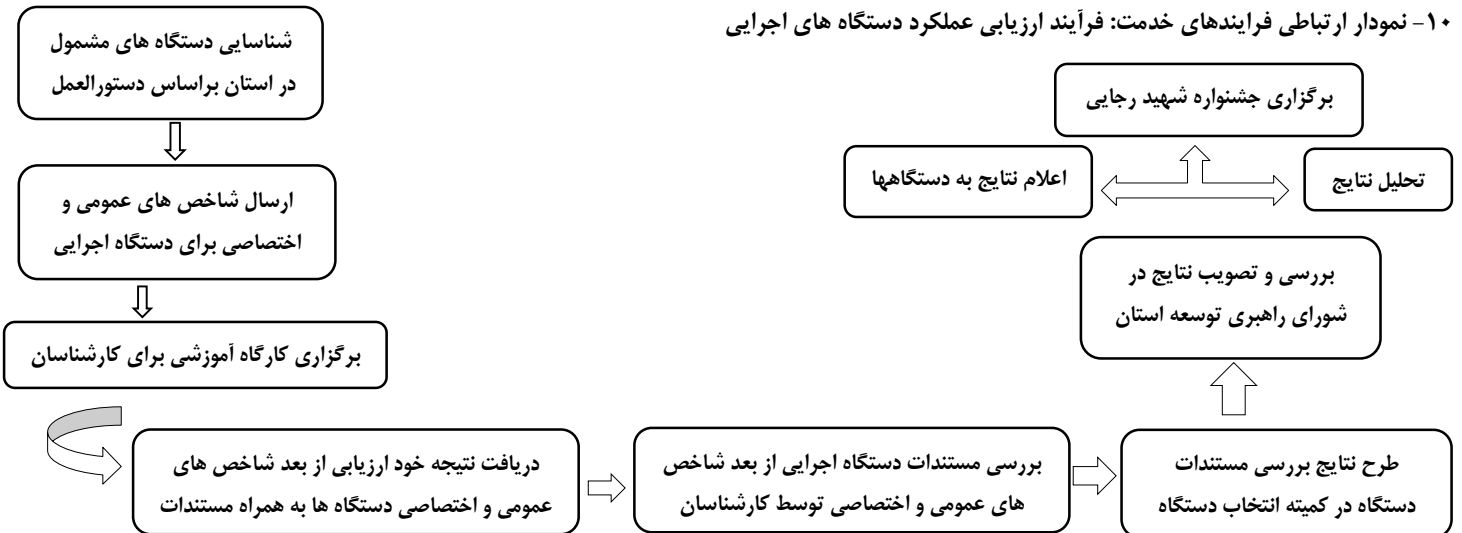 ۱۰- نمودار ارتباطی فرایندهای خدمت: فرآیند ارزیابی عملکرد دستگاه های اجرایی
شناسایی دستگاه های مشمول
در استان براساس دستورالعمل
ارسال شاخص های عمومی و
اختصاصی برای دستگاه اجرایی
برگزاری کارگاه آموزشی برای کارشناسان
دریافت نتیجه خود ارزیابی از بعد شاخص های
عمومی و اختصاصی دستگاه ها به همراه مستندات
بررسی مستندات دستگاه اجرایی از بعد شاخص
های عمومی و اختصاصی توسط کارشناسان
طرح نتایج بررسی مستندات
دستگاه در کمیته انتخاب دستگاه
بررسی و تصویب نتایج در
شورای راهبری توسعه استان
تحلیل نتایج
اعلام نتایج به دستگاهها
برگزاری جشنواره شهید رجایی